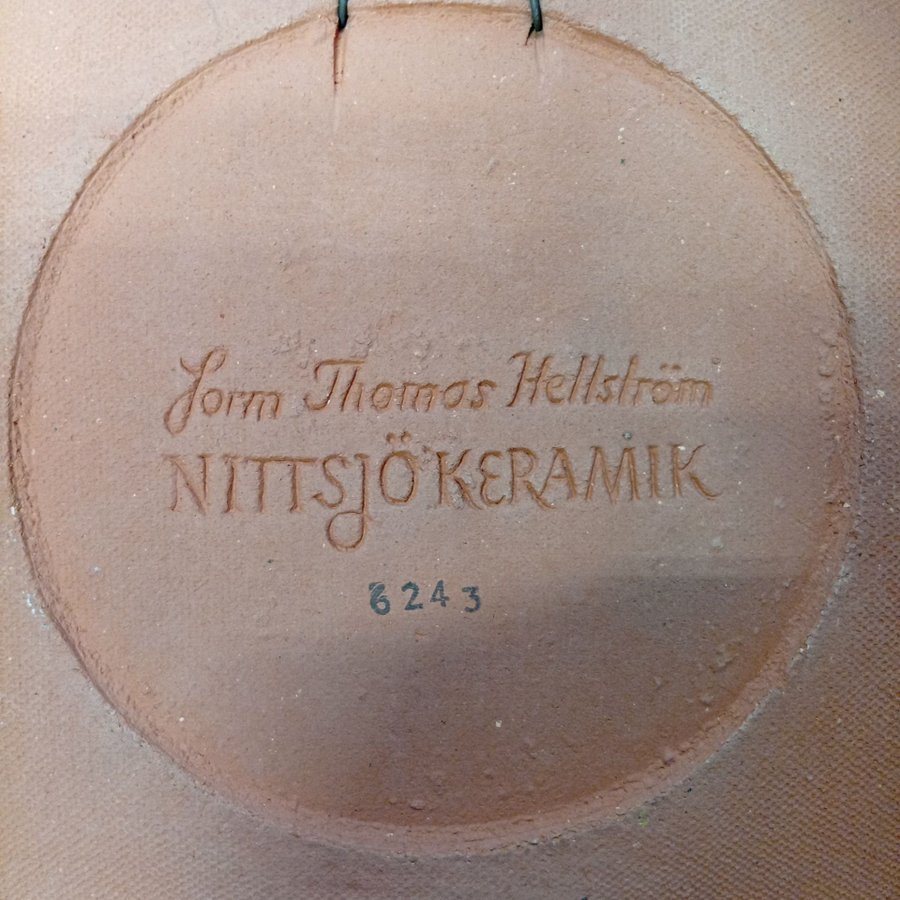 Form Thomas Hellström
NITTSJÖ KERAMIK
6243